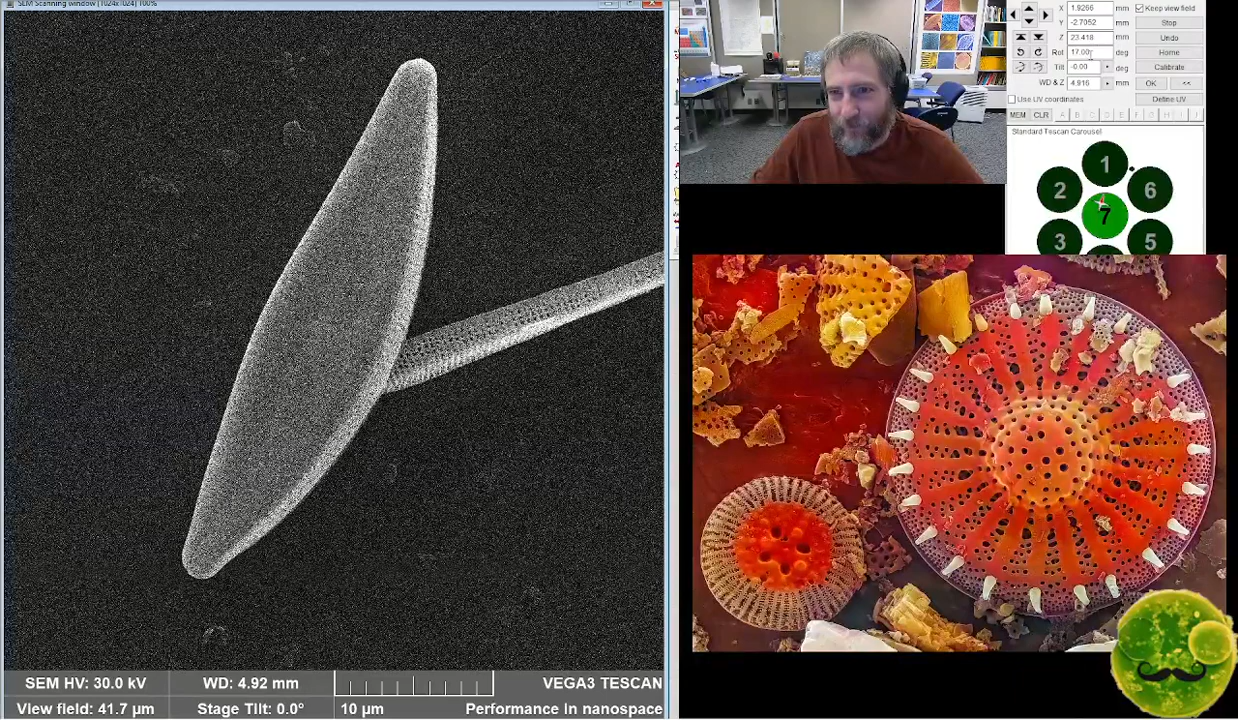 SEM Scanning window [1024x1024] 100%
SEM HV: 30.0 kV
WD: 4.92 mm
VEGA3 TESCAN
View field: 41.7 µm
Stage Tilt: 0.0°
10 µm
Performance in nanospace
X 1.9266 mm Keep view field
Y -2.7052 mm Stop
Z 23.418 mm Undo
Rot 17.00 deg Home
Tilt -0.00 deg Calibrate
WD & Z 4.916 mm OK <<
Use UV coordinates Define UV
MEM CLR A B C D E F G H I J
Standard Tescan Carousel
1
2
6
7
3
5